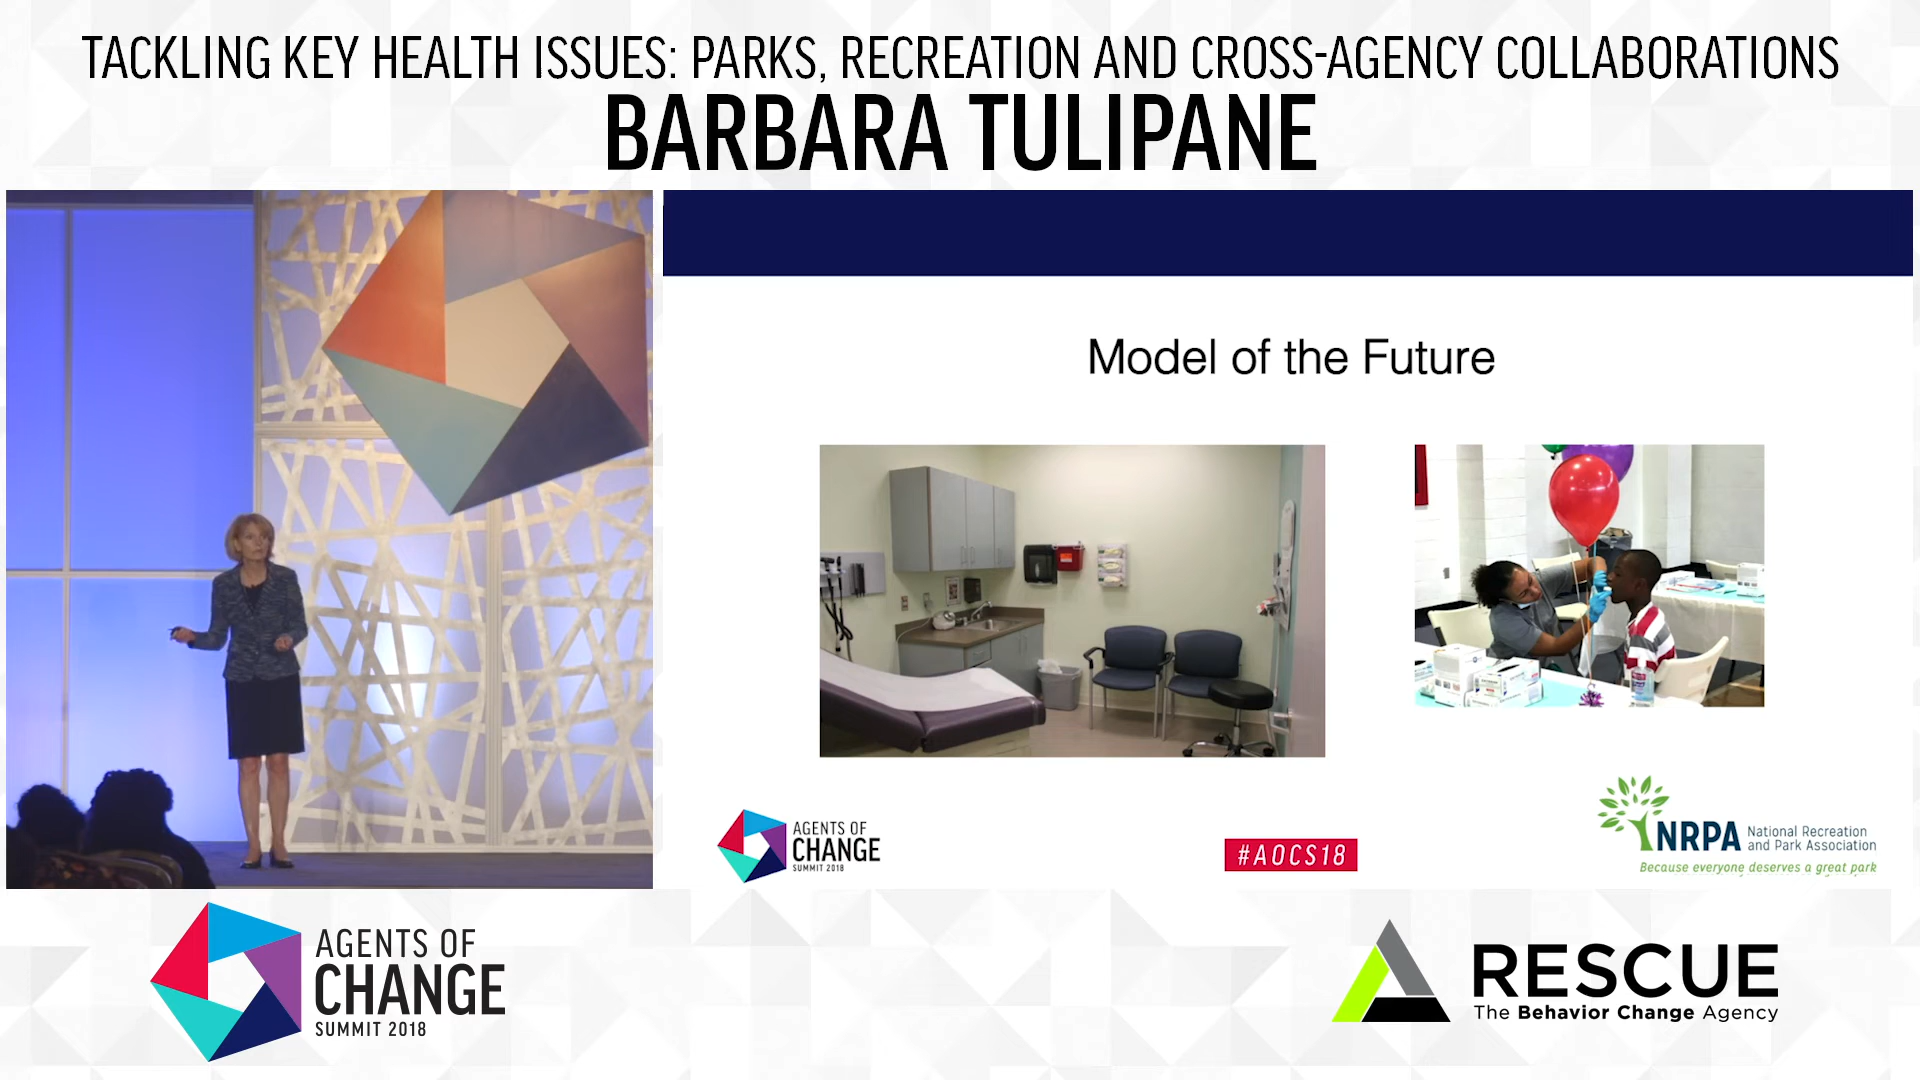 TACKLING KEY HEALTH ISSUES: PARKS, RECREATION AND CROSS-AGENCY COLLABORATIONS
BARBARA TULIPANE
Model of the Future
AGENTS OF
CHANGE
SUMMIT 2018
#AOCS18
NRPA National Recreation
and Park Association
Because everyone deserves a great park
AGENTS OF
CHANGE
SUMMIT 2018
RESCUE
The Behavior Change Agency